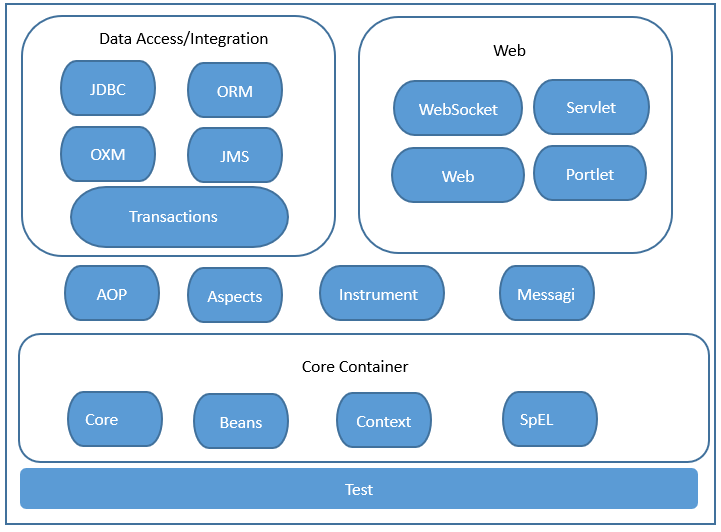 Data Access/Integration
JDBC
ORM
OXM
JMS
Transactions
Web
WebSocket
Servlet
Web
Portlet
AOP
Aspects
Instrument
Messagi
Core Container
Core
Beans
Context
SpEL
Test